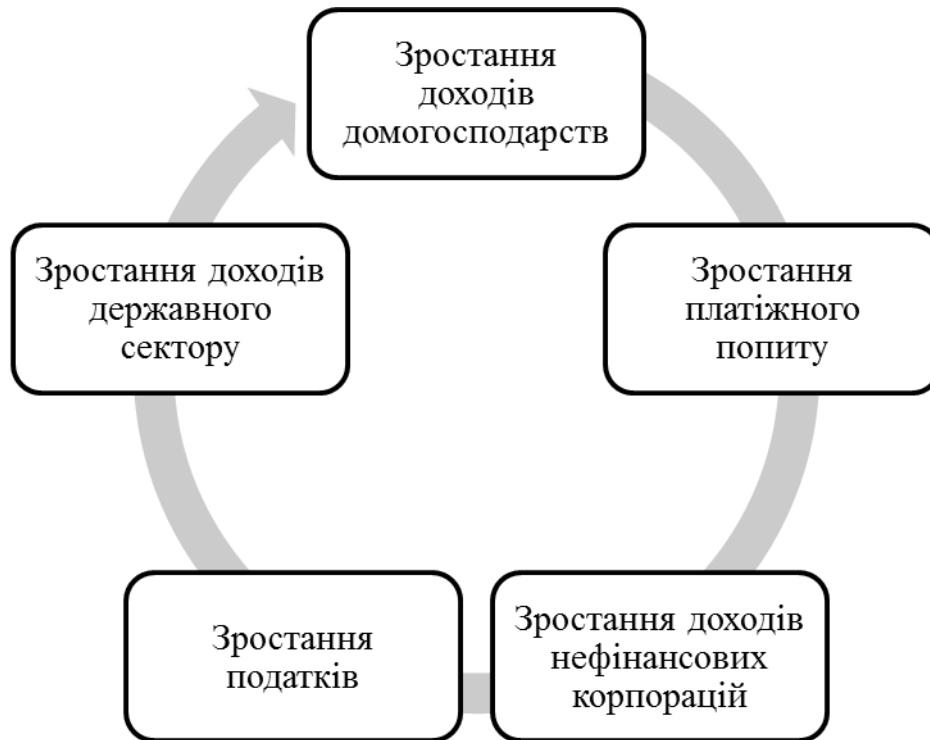 Зростання
доходів
домогосподарств
Зростання
платіжного
попиту
Зростання доходів
нефінансових
корпорацій
Зростання
податків
Зростання доходів
державного
сектору